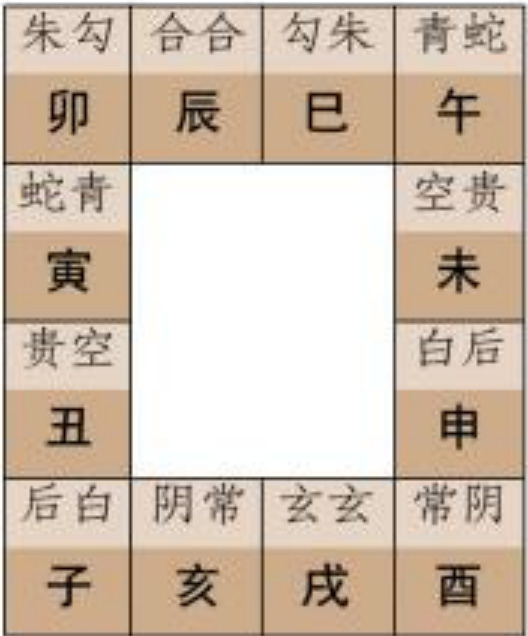 朱勾 合合 勾朱 青蛇
卯 辰 巳 午
蛇青 空贵
寅 未
贵空 白后
丑 申
后白 阴常 玄玄 常阴
子 亥 戌 酉